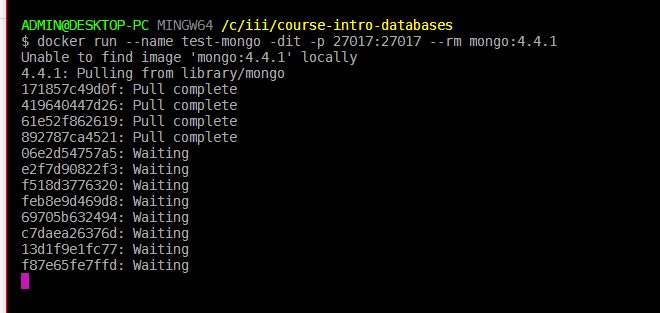 ADMIN@DESKTOP-PC MINGW64 /c/iii/course-intro-databases
$ docker run --name test-mongo -dit -p 27017:27017 --rm mongo:4.4.1
Unable to find image 'mongo:4.4.1' locally
4.4.1: Pulling from library/mongo
171857c49d0f: Pull complete
419640447d26: Pull complete
61e52f862619: Pull complete
892787ca4521: Pull complete
06e2d54757a5: Waiting
e2f7d90822f3: Waiting
f518d3776320: Waiting
feb8e9d469d8: Waiting
69705b632494: Waiting
c7daea26376d: Waiting
13d1f9e1fc77: Waiting
f87e65fe7ffd: Waiting